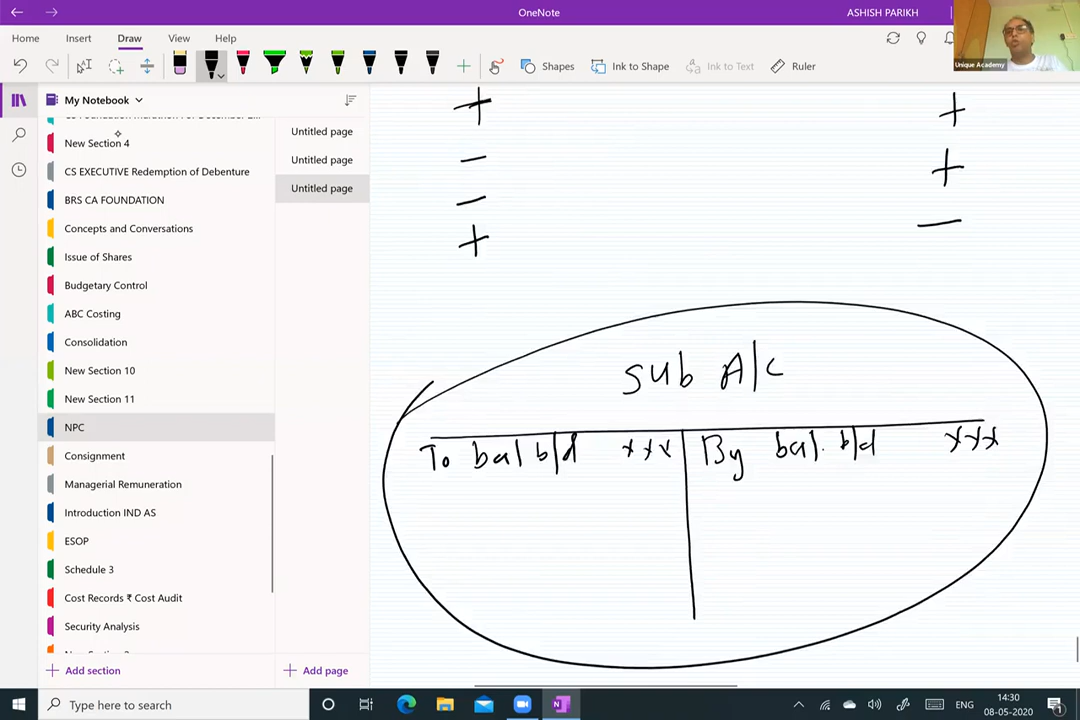 OneNote
ASHISH PARIKH
Unique Academy
Home Insert Draw View Help
Shapes Ink to Shape Ink to Text Ruler
My Notebook
New Section 4
CS EXECUTIVE Redemption of Debenture
BRS CA FOUNDATION
Concepts and Conversations
Issue of Shares
Budgetary Control
ABC Costing
Consolidation
New Section 10
New Section 11
NPC
Consignment
Managerial Remuneration
Introduction IND AS
ESOP
Schedule 3
Cost Records ₹ Cost Audit
Security Analysis
Add section
Untitled page
Untitled page
Untitled page
Add page
+ +
- +
- -
+
Sub A/c
To bal b/d xxx By bal. b/d xxx
Type here to search
ENG
14:30
08-05-2020
1